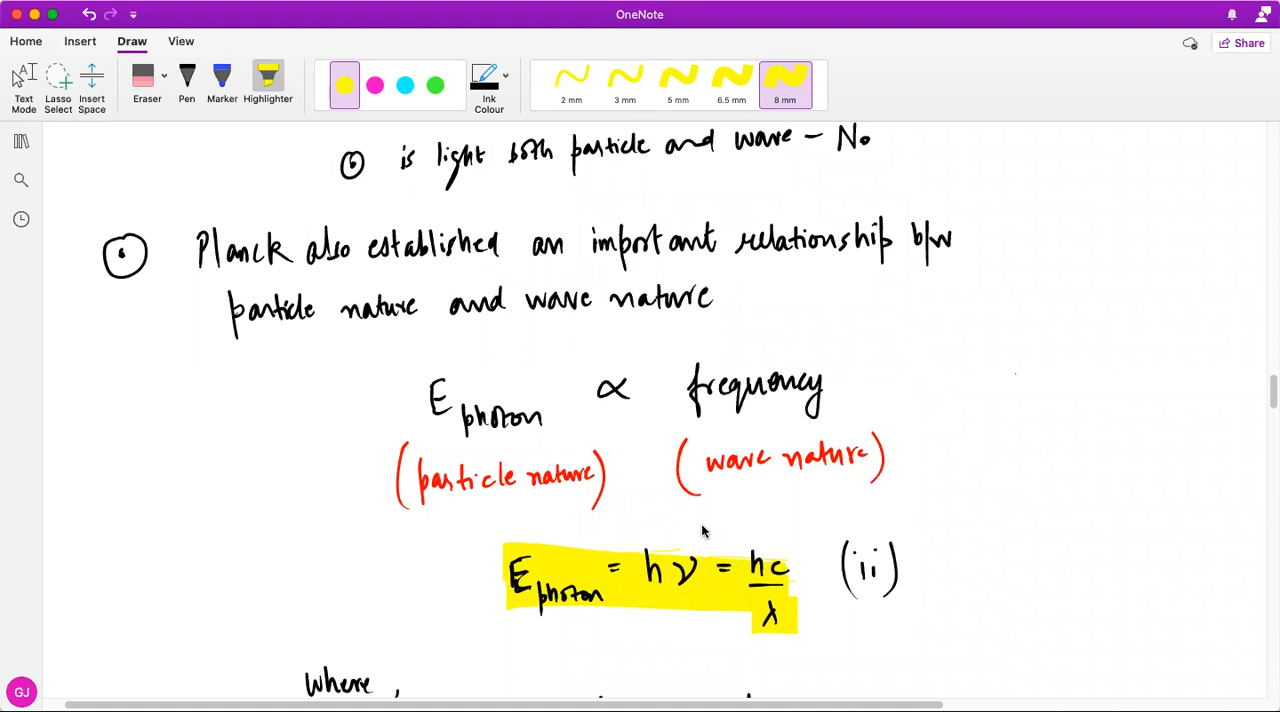 OneNote
Home Insert Draw View
Share
Text Mode Lasso Select Insert Space Eraser Pen Marker Highlighter Ink Colour 2 mm 3 mm 5 mm 6.5 mm 8 mm
is light both particle and wave - No
Planck also established an important relationship b/w
particle nature and wave nature
E photon ∝ frequency
(particle nature) (wave nature)
E photon = hν = hc/λ (ii)
where,
GJ